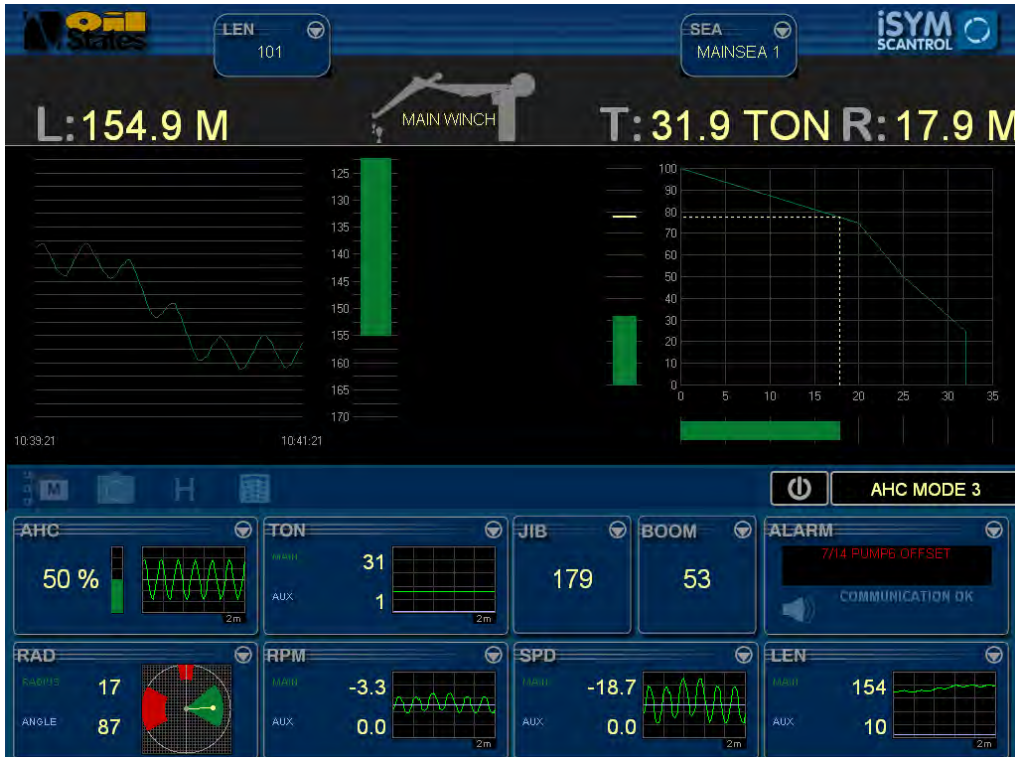 Oil States
LEN
101
SEA
MAINSEA 1
iSYM
SCANTROL
L: 154.9 M
MAIN WINCH
T: 31.9 TON R: 17.9 M
125
130
135
140
145
150
155
160
165
170
10:39:21 10:41:21
100
90
80
70
60
50
40
30
20
10
0
0 5 10 15 20 25 30 35
M
H
AHC MODE 3
AHC
50 %
2m
TON
MAIN 31
AUX 1
2m
JIB
179
BOOM
53
ALARM
7/14 PUMP6 OFFSET
COMMUNICATION OK
RAD
RADIUS 17
ANGLE 87
RPM
MAIN -3.3
AUX 0.0
2m
SPD
MAIN -18.7
AUX 0.0
2m
LEN
MAIN 154
AUX 10
2m